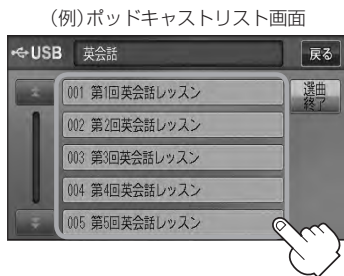 (例)ポッドキャストリスト画面
USB 英会話 戻る
001 第1回英会話レッスン
選曲
終了
002 第2回英会話レッスン
003 第3回英会話レッスン
004 第4回英会話レッスン
005 第5回英会話レッスン